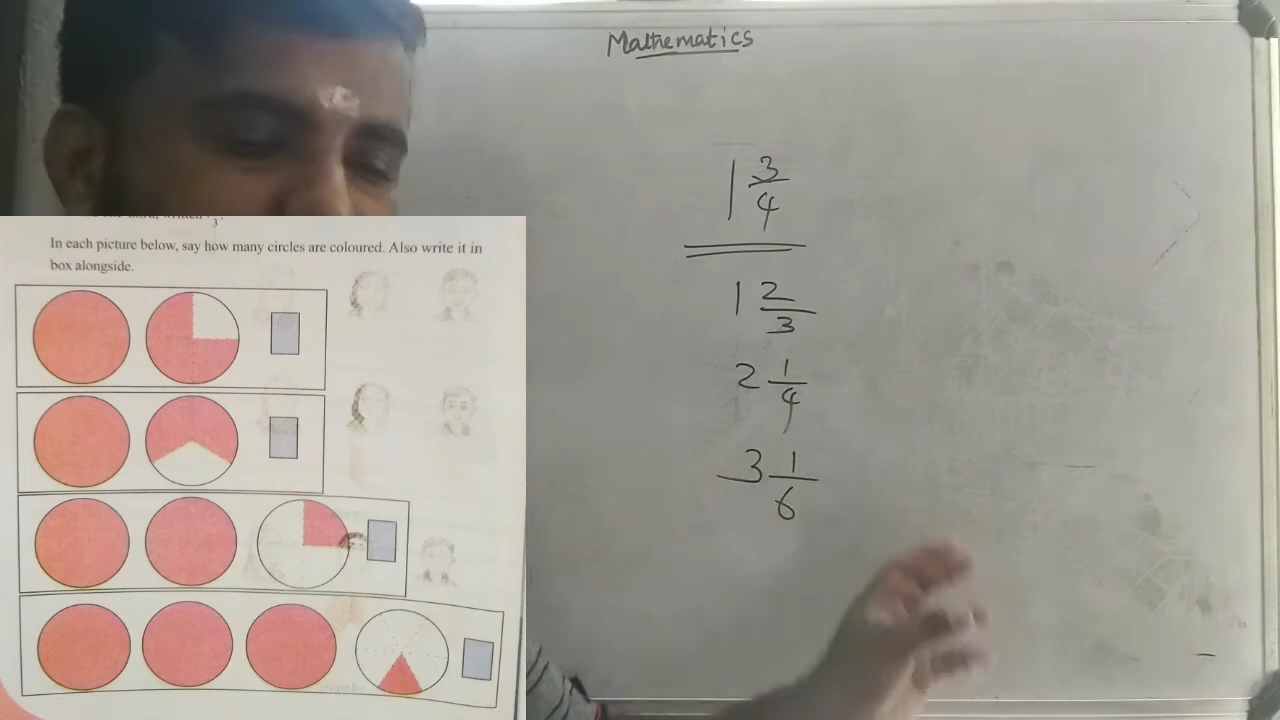 Mathematics
1 3/4
1 2/3
2 1/4
3 1/6
3
In each picture below, say how many circles are coloured. Also write it in
box alongside.